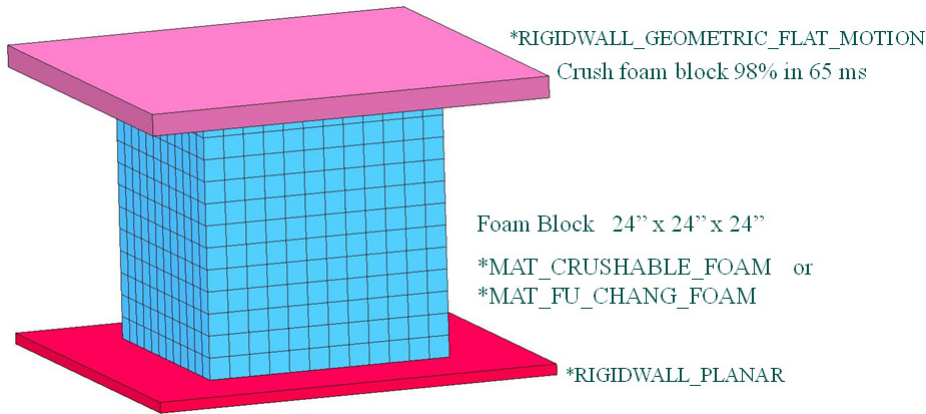 *RIGIDWALL_GEOMETRIC_FLAT_MOTION
Crush foam block 98% in 65 ms
Foam Block 24” x 24” x 24”
*MAT_CRUSHABLE_FOAM or
*MAT_FU_CHANG_FOAM
*RIGIDWALL_PLANAR